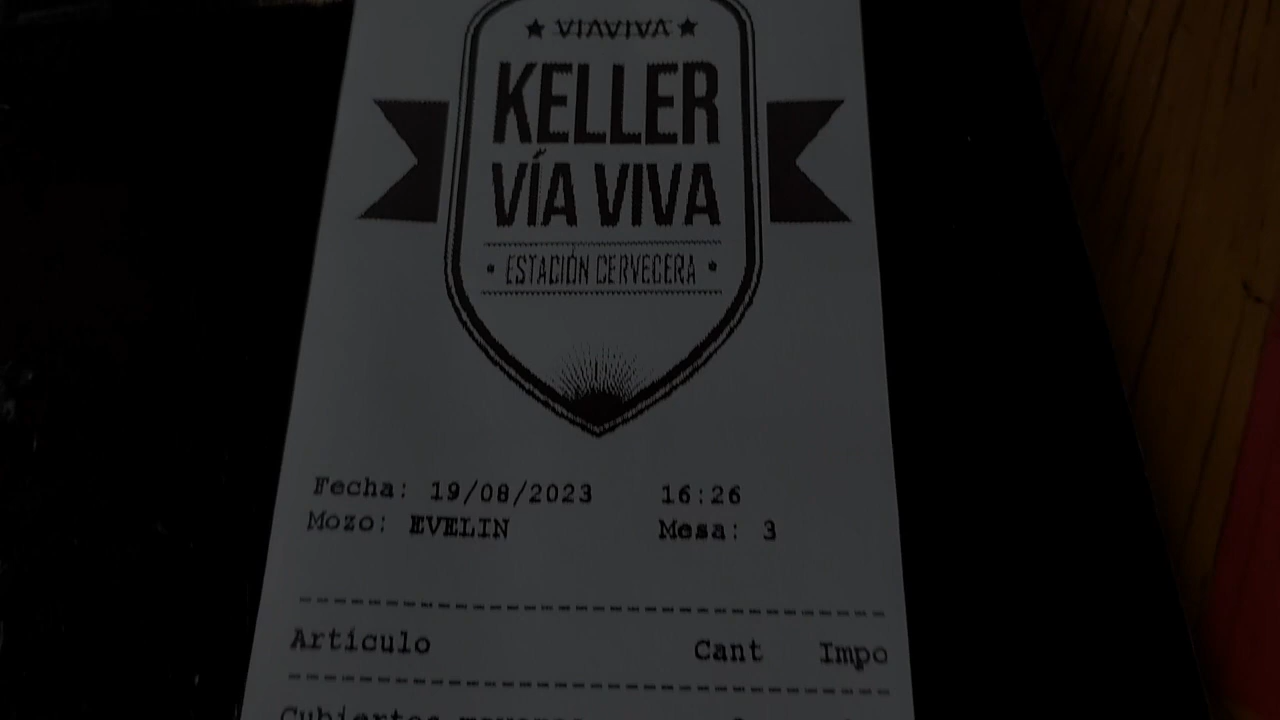 VIAVIVA
KELLER
VÍA VIVA
• ESTACIÓN CERVECERA •
Fecha: 19/08/2023 16:26
Mozo: EVELIN Mesa: 3
Artículo Cant Impo
Cubiertos